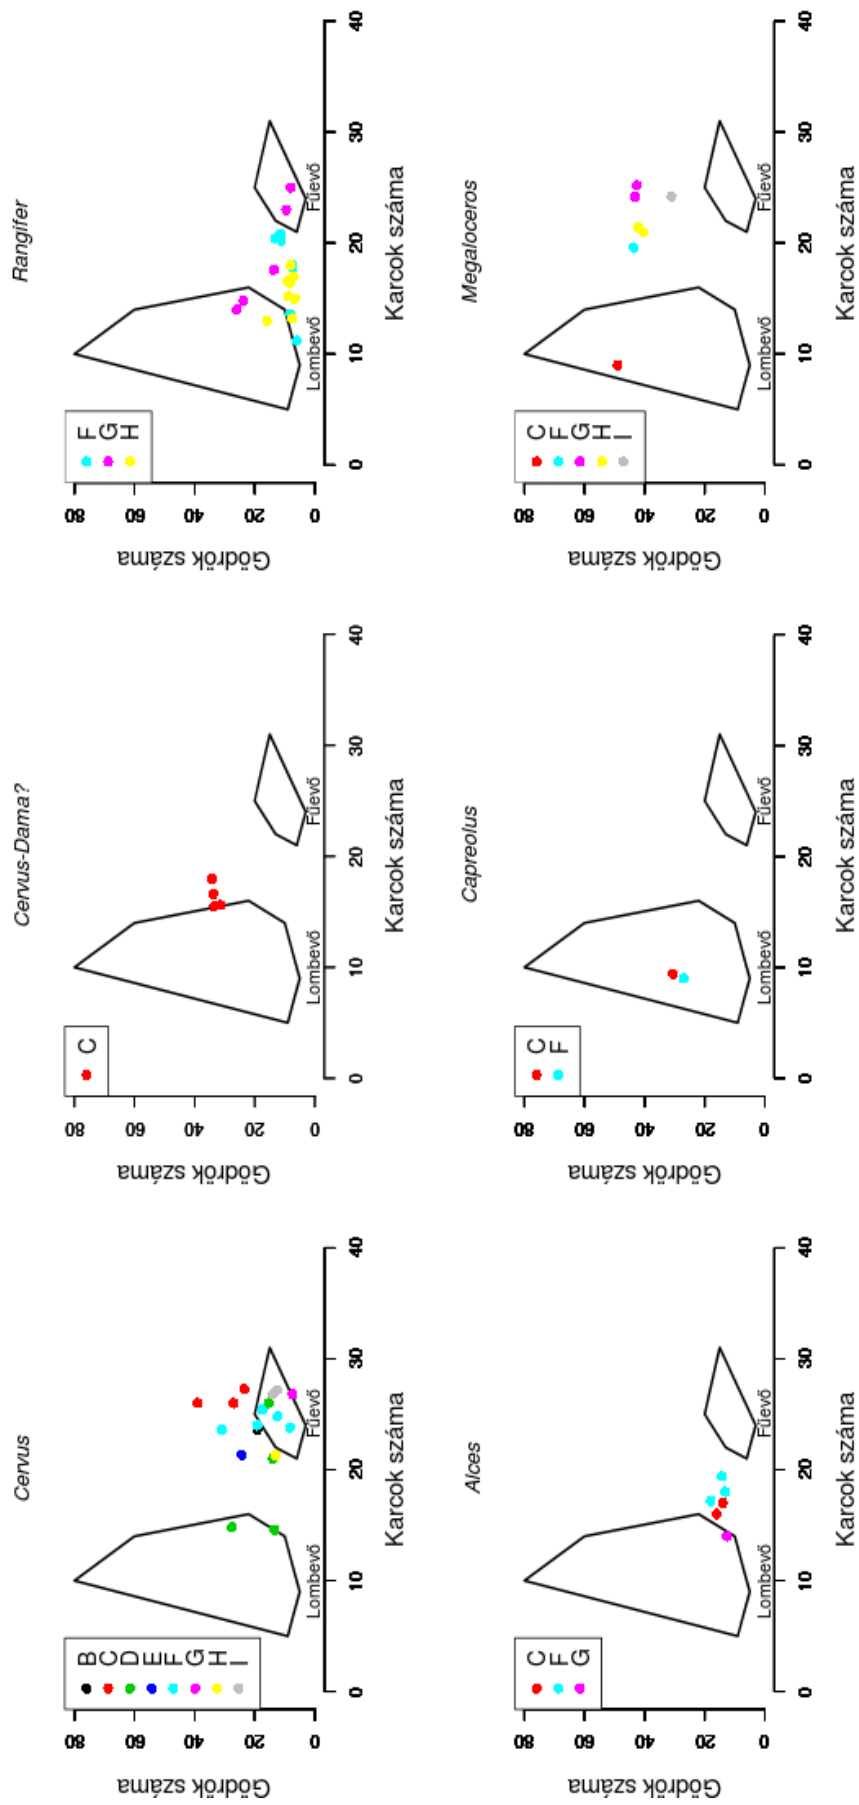 Cervus
Gödrök száma
0 20 40 60 80
B
C
D
E
F
G
H
I
Lombevő
Fűevő
0 10 20 30 40
Karcok száma
Cervus-Dama?
Gödrök száma
0 20 40 60 80
C
Lombevő
Fűevő
0 10 20 30 40
Karcok száma
Rangifer
Gödrök száma
0 20 40 60 80
F
G
H
Lombevő
Fűevő
0 10 20 30 40
Karcok száma
Alces
Gödrök száma
0 20 40 60 80
C
F
G
Lombevő
Fűevő
0 10 20 30 40
Karcok száma
Capreolus
Gödrök száma
0 20 40 60 80
C
F
Lombevő
Fűevő
0 10 20 30 40
Karcok száma
Megaloceros
Gödrök száma
0 20 40 60 80
C
F
G
H
I
Lombevő
Fűevő
0 10 20 30 40
Karcok száma